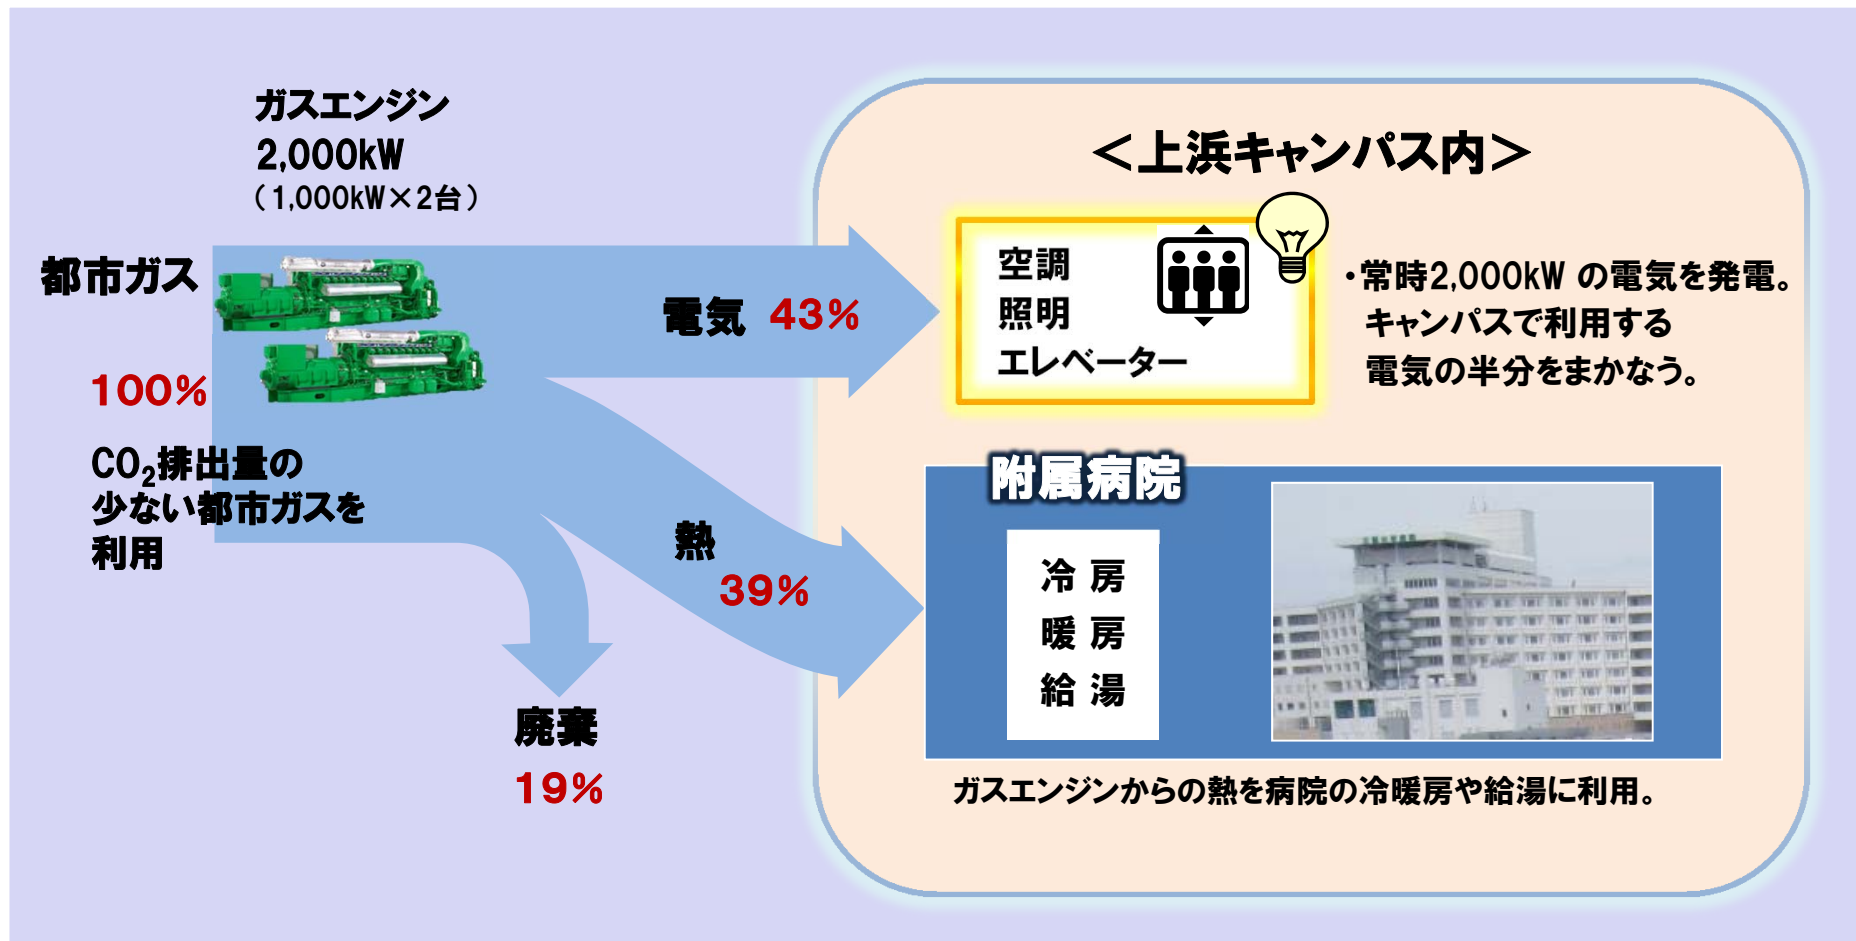 ガスエンジン
2,000kW
（1,000kW×2台）
都市ガス
100%
CO₂排出量の
少ない都市ガスを
利用
電気 43%
熱
39%
廃棄
19%
＜上浜キャンパス内＞
空調
照明
エレベーター
・常時2,000kW の電気を発電。
キャンパスで利用する
電気の半分をまかなう。
附属病院
冷 房
暖 房
給 湯
ガスエンジンからの熱を病院の冷暖房や給湯に利用。